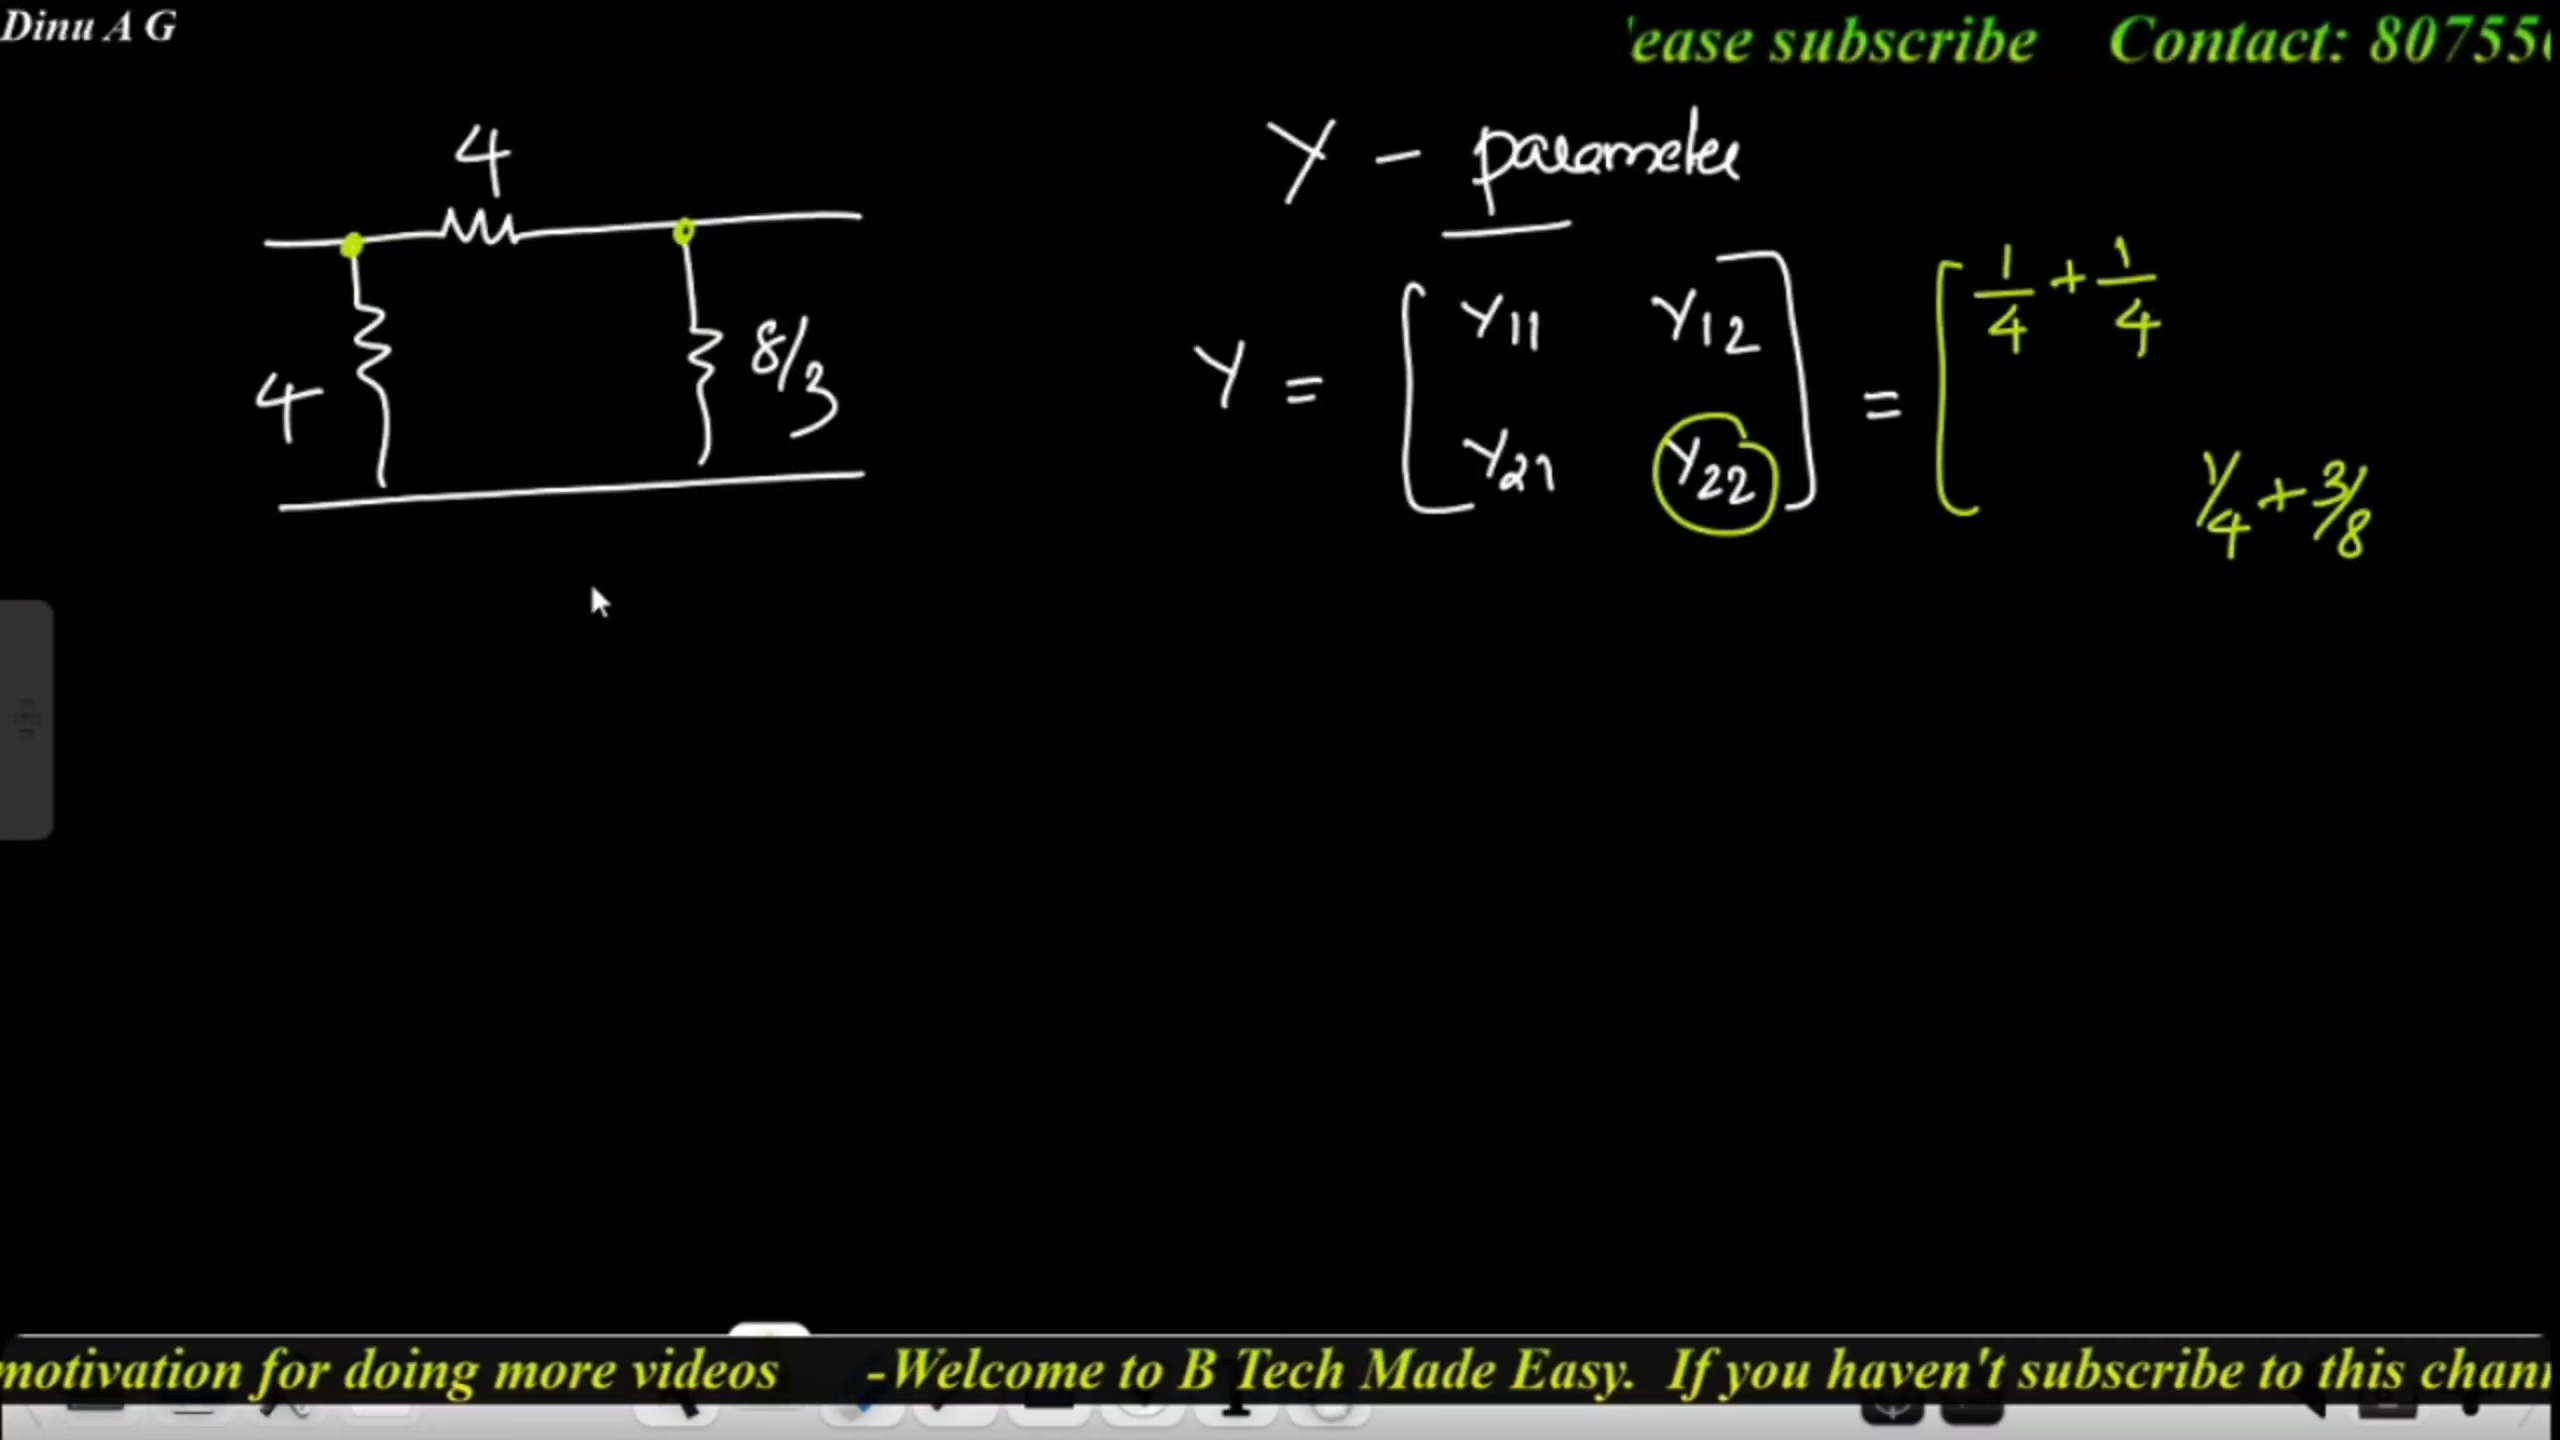 Dinu A G
'ease subscribe Contact: 80755
Y - parameter
4
4
8/3
Y = [ Y11 Y12
Y21 Y22 ] = [ 1/4 + 1/4
1/4 + 3/8
motivation for doing more videos -Welcome to B Tech Made Easy. If you haven't subscribe to this chan